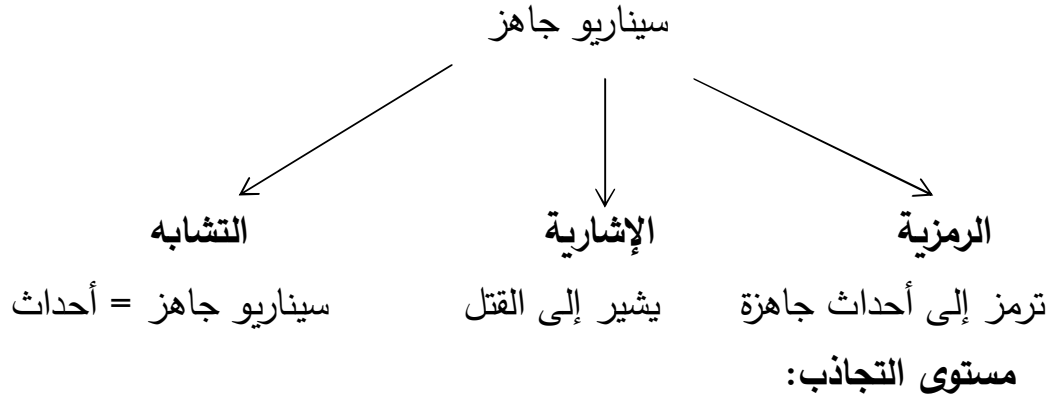 سيناريو جاهز
الرمزية الإشارية التشابه
ترمز إلى أحداث جاهزة يشير إلى القتل سيناريو جاهز = أحداث
مستوى التجاذب: